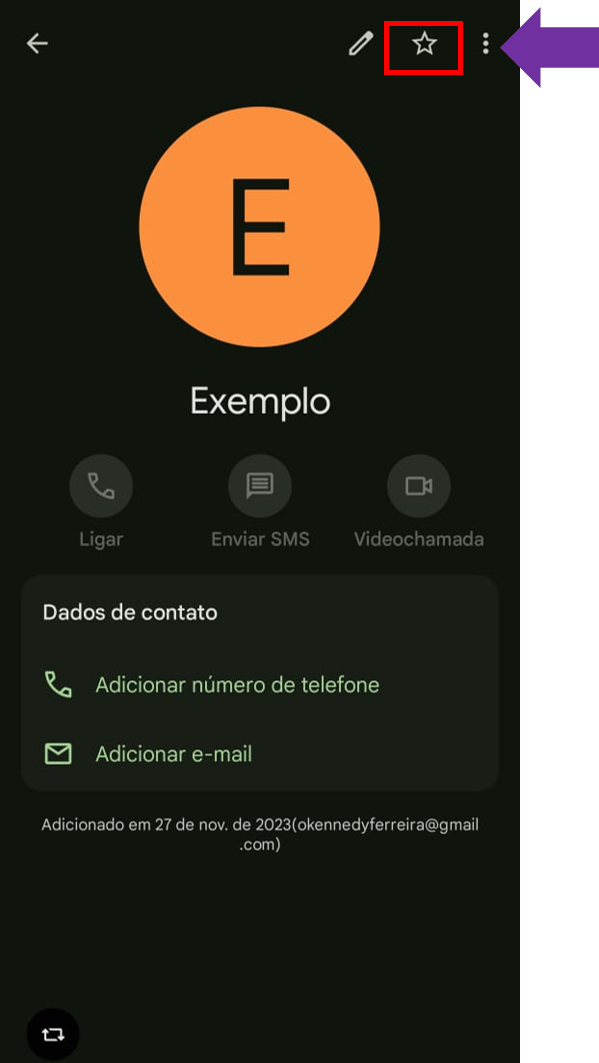 E
Exemplo
Ligar
Enviar SMS
Videochamada
Dados de contato
Adicionar número de telefone
Adicionar e-mail
Adicionado em 27 de nov. de 2023(okennedyferreira@gmail
.com)